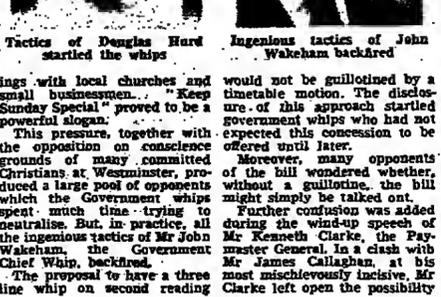 Tactics of Douglas Hurd
startled the whips
ings with local churches and
small businessmen. "Keep
Sunday Special" proved to be a
powerful slogan.
This pressure, together with
the opposition on conscience
grounds of many committed
Christians at Westminster, pro-
duced a large pool of opponents
which the Government whips
spent much time trying to
neutralise. But, in practice, all
the ingenious tactics of Mr John
Wakeham, the Government
Chief Whip, backfired.
The proposal to have a three
line whip on second reading
Ingenious tactics of John
Wakeham backfired
would not be guillotined by a
timetable motion. The disclos-
ure of this approach startled
government whips who had not
expected this concession to be
offered until later.
Moreover, many opponents
of the bill wondered whether,
without a guillotine, the bill
might simply be talked out.
Further confusion was added
during the wind-up speech of
Mr Kenneth Clarke, the Pay-
master General. In a clash with
Mr James Callaghan, at his
most mischievously incisive, Mr
Clarke left open the possibility